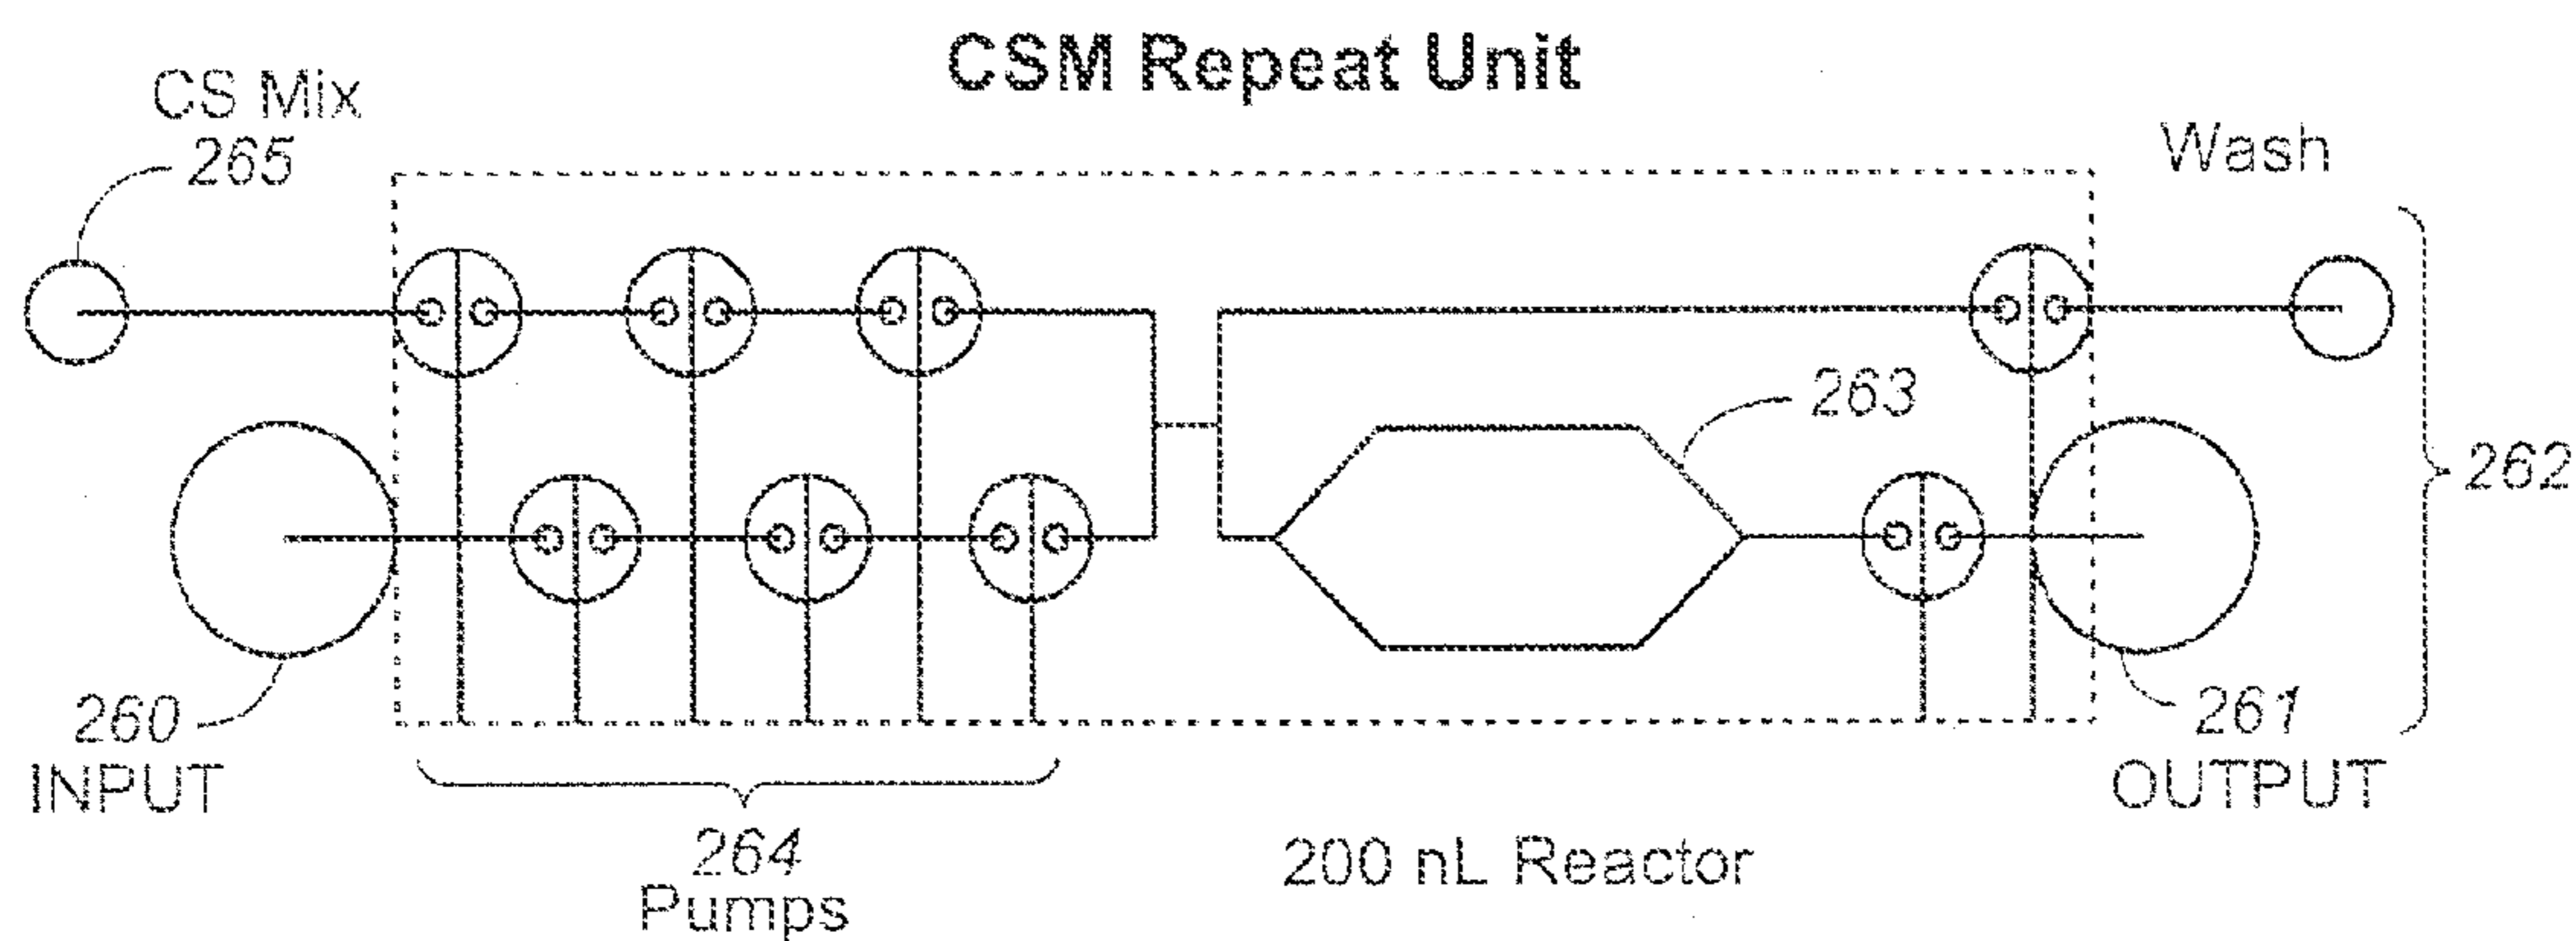 CSM Repeat Unit
CS Mix
265
Wash
263
262
260
INPUT
261
OUTPUT
264
Pumps
200 nL Reactor